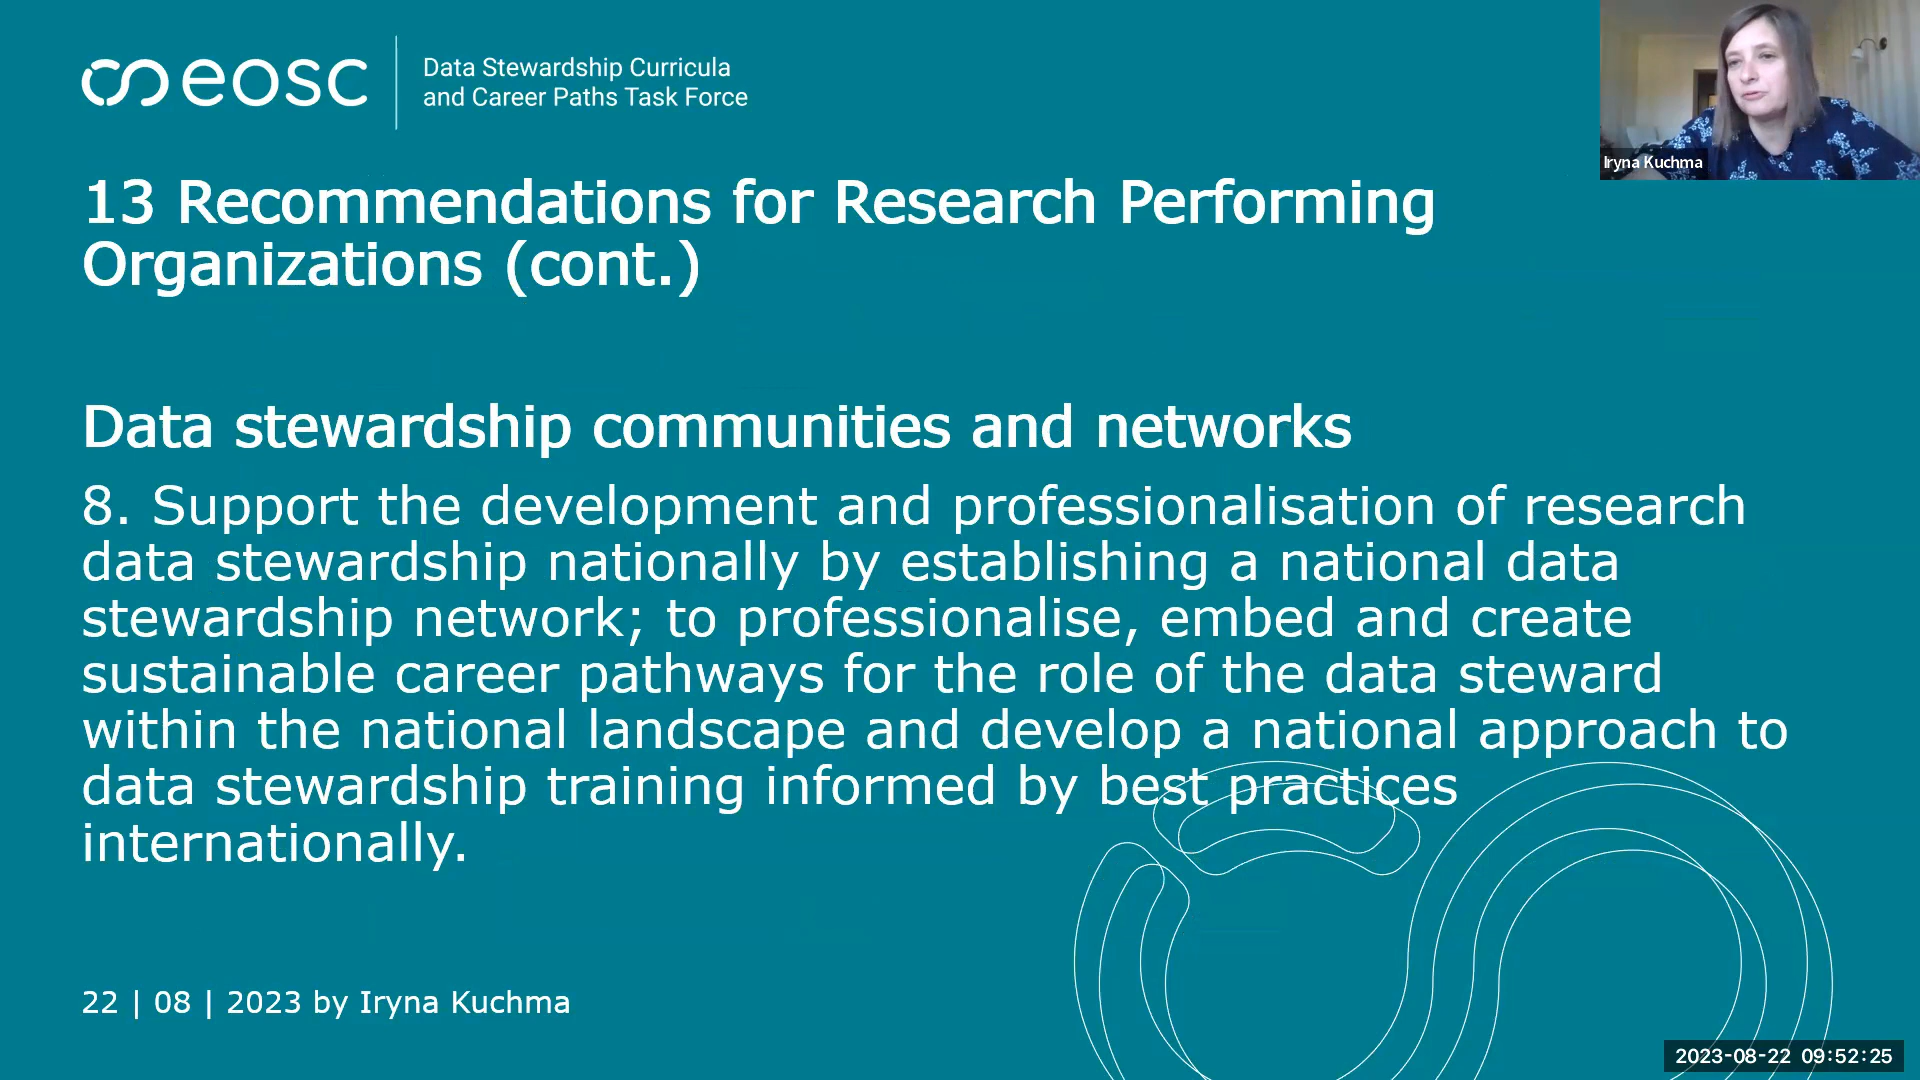 eosc
Data Stewardship Curricula
and Career Paths Task Force
Iryna Kuchma
13 Recommendations for Research Performing
Organizations (cont.)
Data stewardship communities and networks
8. Support the development and professionalisation of research
data stewardship nationally by establishing a national data
stewardship network; to professionalise, embed and create
sustainable career pathways for the role of the data steward
within the national landscape and develop a national approach to
data stewardship training informed by best practices
internationally.
22 | 08 | 2023 by Iryna Kuchma
2023-08-22 09:52:25